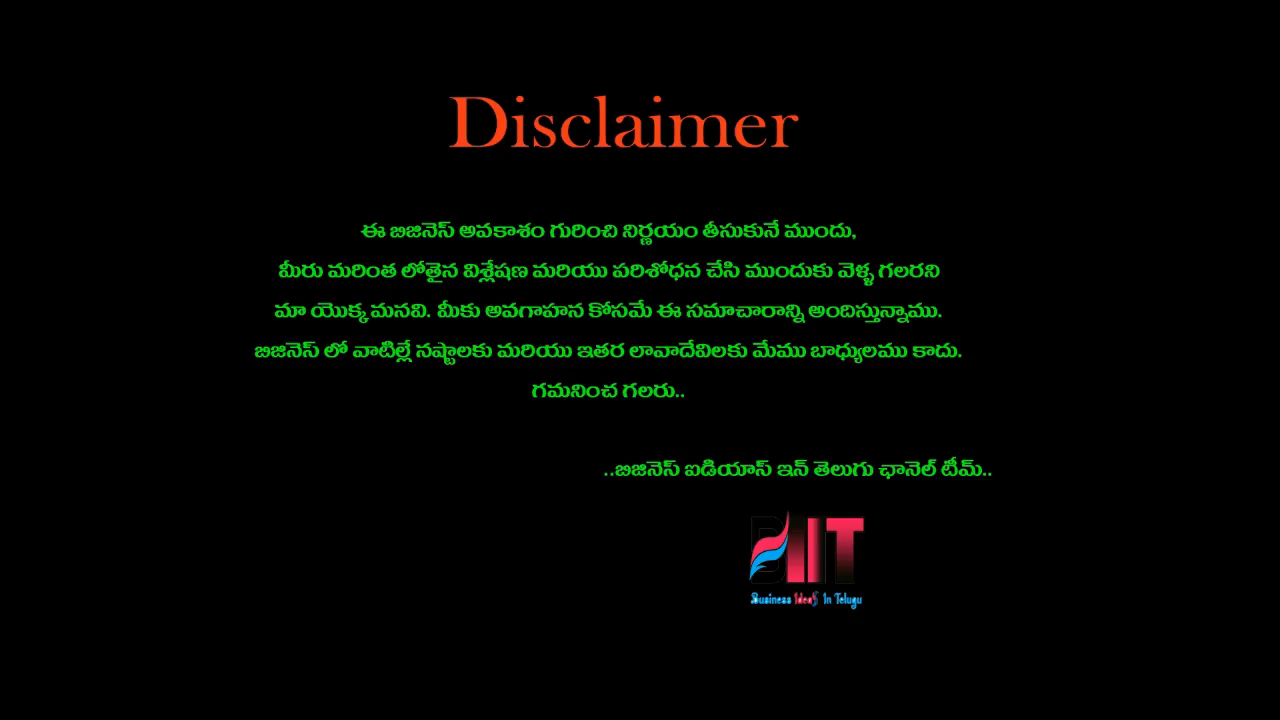 Disclaimer
ఈ బిజినెస్ అవకాశం గురించి నిర్ణయం తీసుకునే ముందు,
మీరు మరింత లోతైన విశ్లేషణ మరియు పరిశోధన చేసి ముందుకు వెళ్ళ గలరని
మా యొక్క మనవి. మీకు అవగాహన కోసమే ఈ సమాచారాన్ని అందిస్తున్నాము.
బిజినెస్ లో వాటిల్లే నష్టాలకు మరియు ఇతర లావాదేవిలకు మేము బాధ్యులము కాదు.
గమనించ గలరు..
..బిజినెస్ ఐడియాస్ ఇన్ తెలుగు ఛానెల్ టీమ్..
BIIT
Business Ideas In Telugu